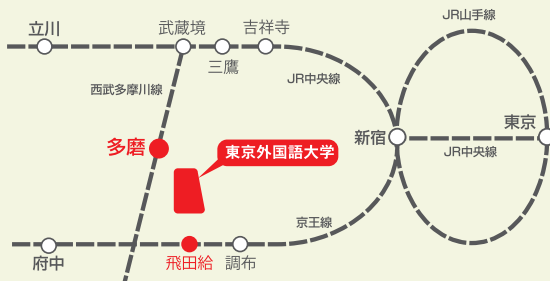 JR山手線
立川
武蔵境
吉祥寺
三鷹
JR中央線
西武多摩川線
東京
新宿
多磨
東京外国語大学
JR中央線
京王線
府中
飛田給
調布